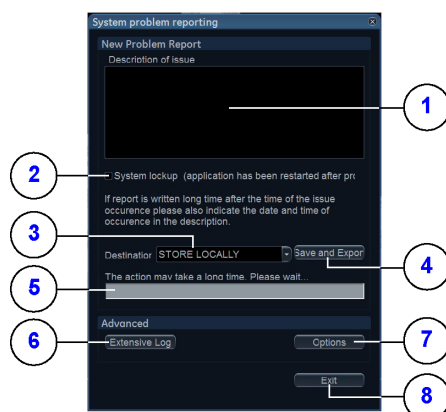 System problem reporting
New Problem Report
Description of issue
1
2
System lockup (application has been restarted after pro
If report is written long time after the time of the issue
occurence please also indicate the date and time of
occurence in the description.
3
Destination STORE LOCALLY Save and Expor
4
The action may take a long time. Please wait...
5
Advanced
6
Extensive Log Options
7
Exit
8